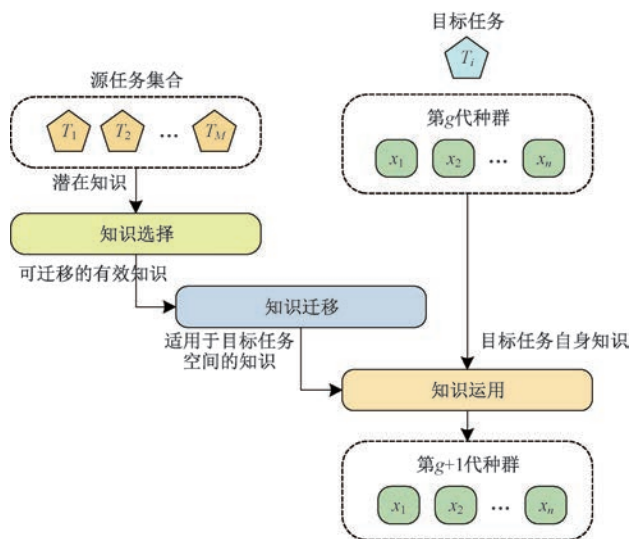 目标任务
T_i
源任务集合
T_1 T_2 … T_M
第g代种群
x_1 x_2 … x_n
潜在知识
知识选择
可迁移的有效知识
知识迁移
适用于目标任务
空间的知识
目标任务自身知识
知识运用
第g+1代种群
x_1 x_2 … x_n